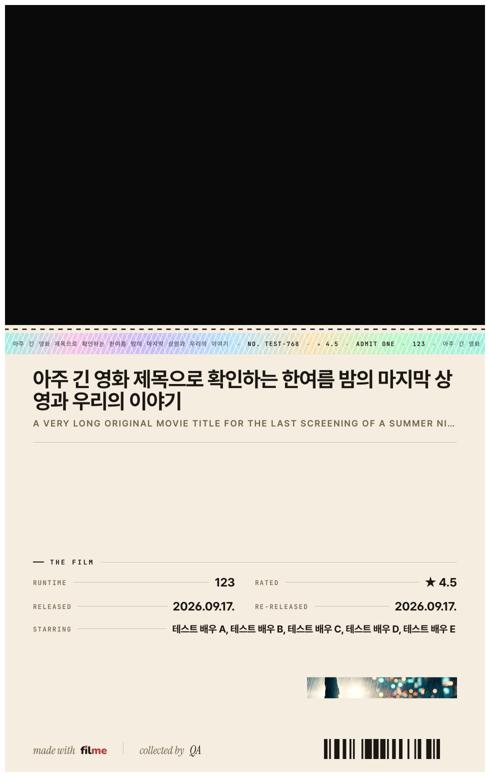 아주 긴 영화 제목으로 확인하는 한여름 밤의 마지막 상영과 우리의 이야기 NO. TEST-768 ★ 4.5 ADMIT ONE 123 아주 긴 영화
아주 긴 영화 제목으로 확인하는 한여름 밤의 마지막 상
영과 우리의 이야기
A VERY LONG ORIGINAL MOVIE TITLE FOR THE LAST SCREENING OF A SUMMER NI...
THE FILM
RUNTIME 123 RATED ★ 4.5
RELEASED 2026.09.17. RE-RELEASED 2026.09.17.
STARRING 테스트 배우 A, 테스트 배우 B, 테스트 배우 C, 테스트 배우 D, 테스트 배우 E
made with filme collected by QA